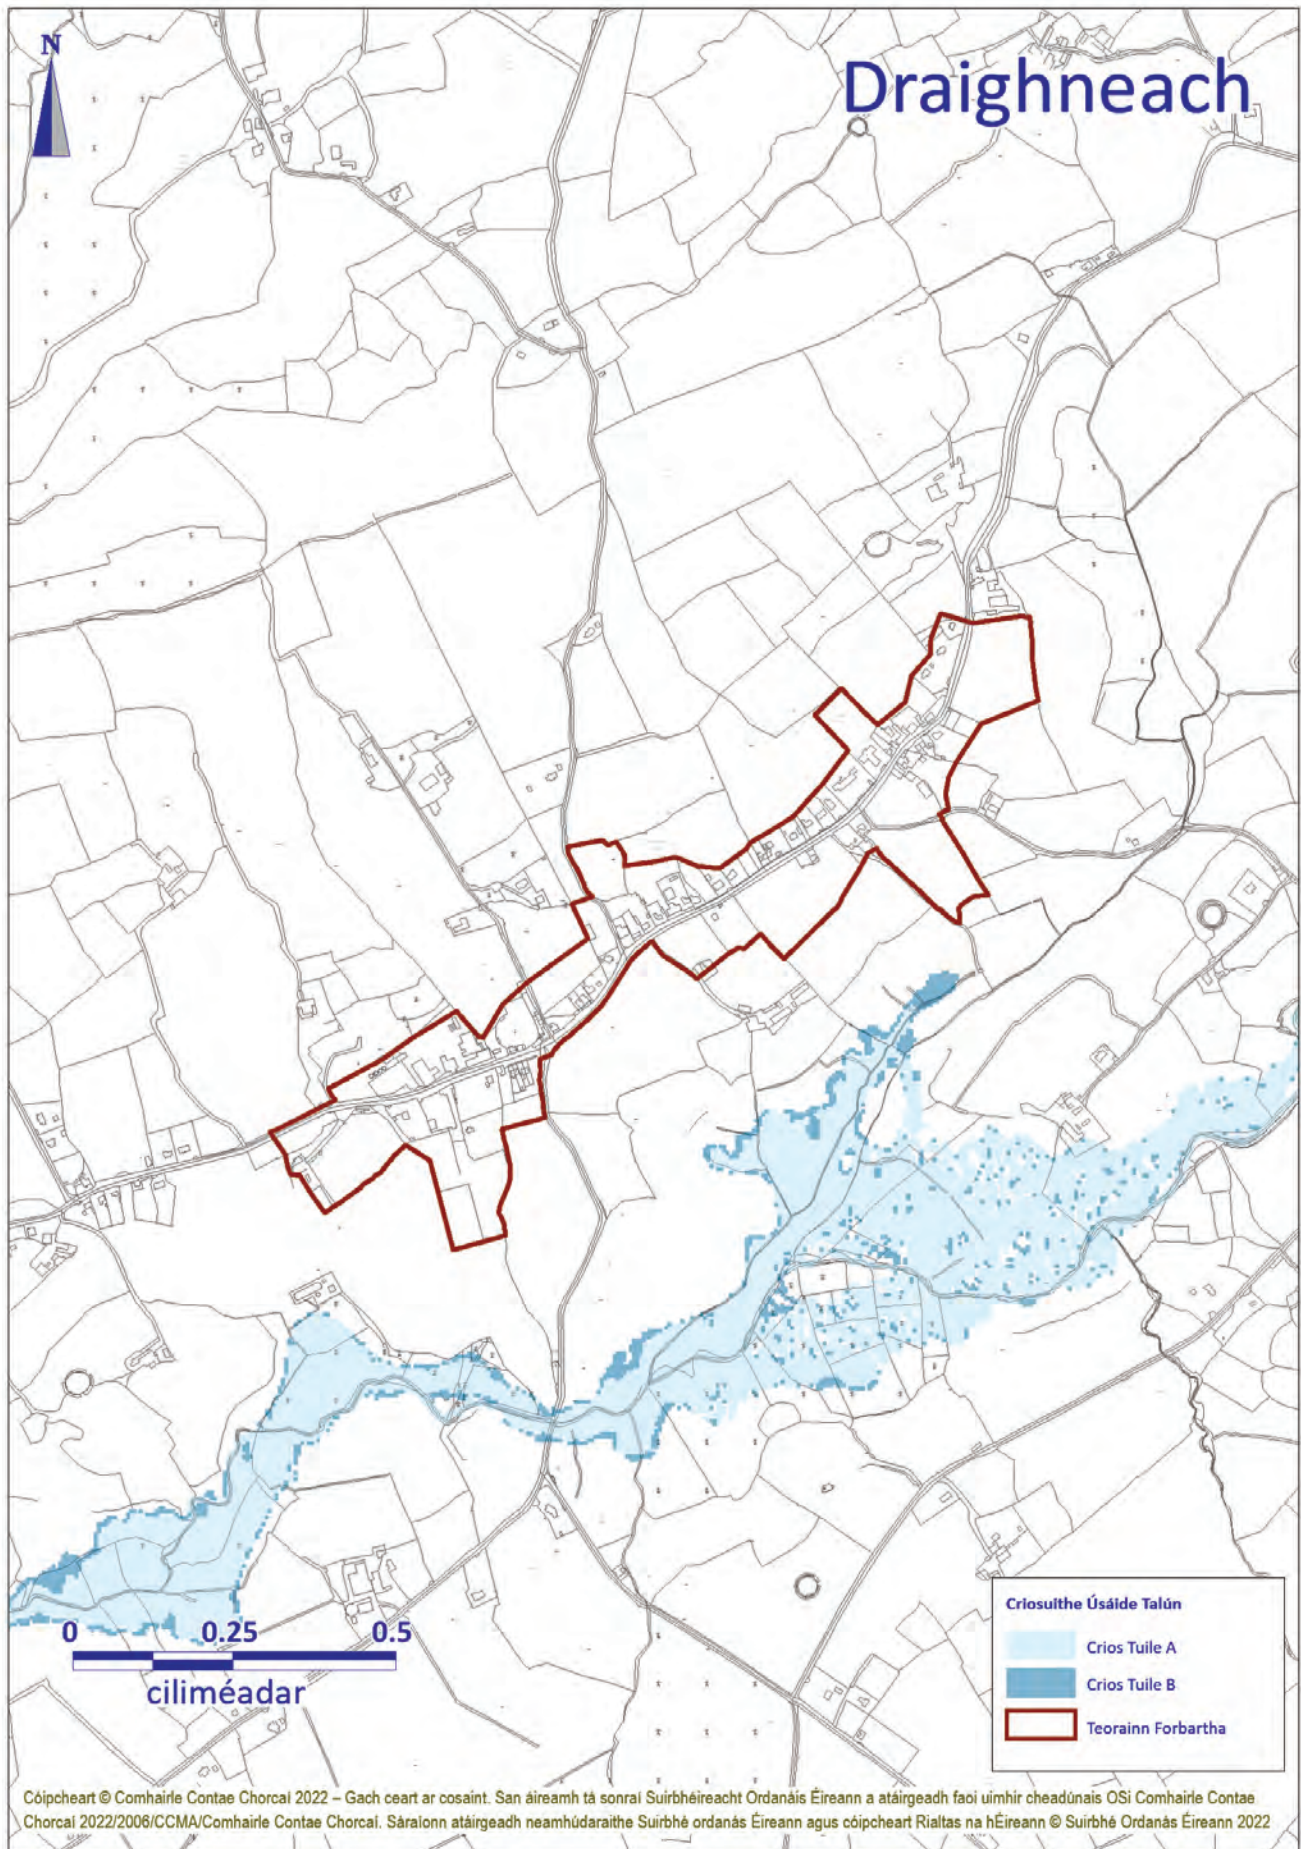 N
Draighneach
0 0.25 0.5
ciliméadar
Criosuithe Úsáide Talún
Crios Tuile A
Crios Tuile B
Teorainn Forbartha
Cóipcheart © Comhairle Contae Chorcaí 2022 – Gach ceart ar cosaint. San áireamh tá sonraí Suirbhéireacht Ordanáis Éireann a atáirgeadh faoi uimhir cheadúnais OSi Comhairle Contae
Chorcaí 2022/2006/CCMA/Comhairle Contae Chorcaí. Sáraíonn atáirgeadh neamhúdaraithe Suirbhé ordanás Éireann agus cóipcheart Rialtas na hÉireann © Suirbhé Ordanás Éireann 2022